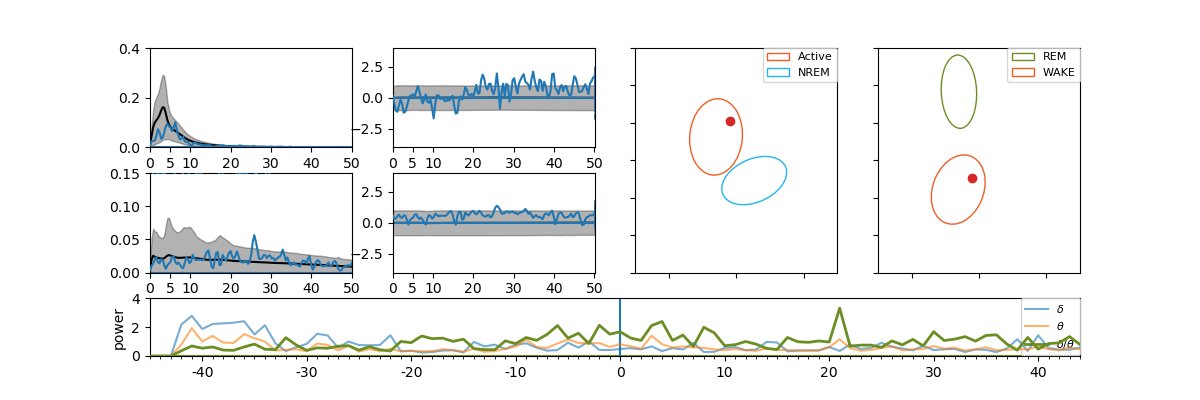 0.4
0.2
0.0
0 5 10 20 30 40 50
2.5
0.0
−2.5
0 5 10 20 30 40 50
Active
NREM
REM
WAKE
0.15
0.10
0.05
0.00
0 5 10 20 30 40 50
2.5
0.0
−2.5
0 5 10 20 30 40 50
power
4
2
0
-40 -30 -20 -10 0 10 20 30 40
δ
θ
δ/θ